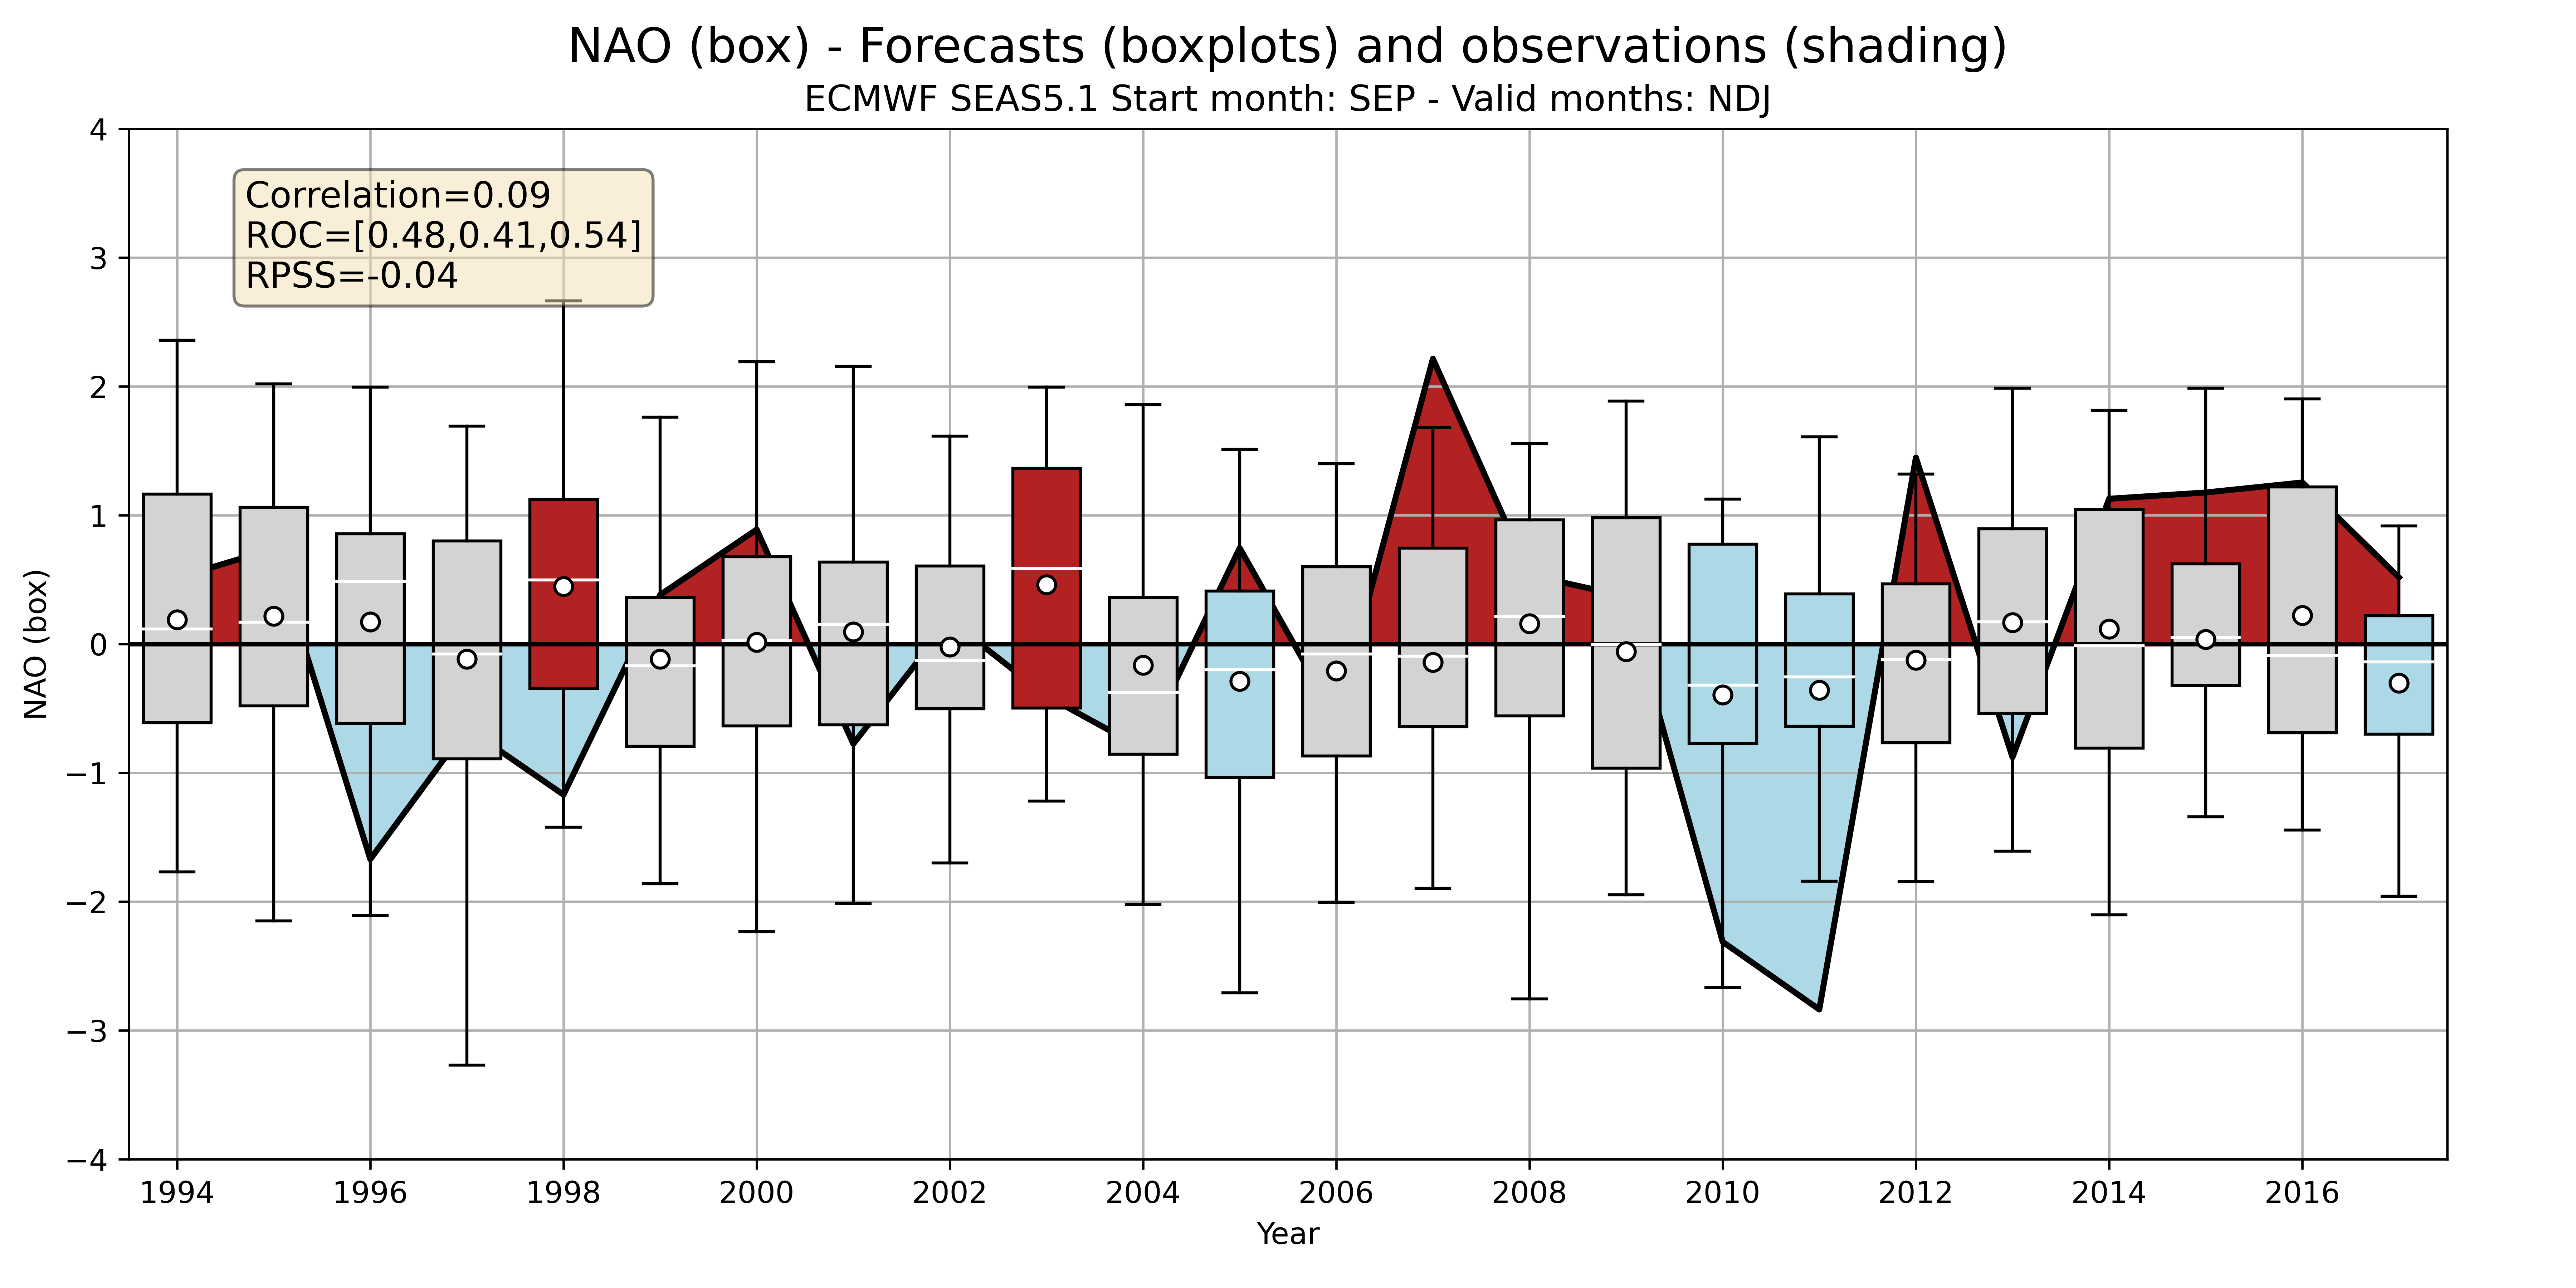 NAO (box) - Forecasts (boxplots) and observations (shading)
ECMWF SEAS5.1 Start month: SEP - Valid months: NDJ
Correlation=0.09
ROC=[0.48,0.41,0.54]
RPSS=-0.04
NAO (box)
4
3
2
1
0
−1
−2
−3
−4
1994 1996 1998 2000 2002 2004 2006 2008 2010 2012 2014 2016
Year